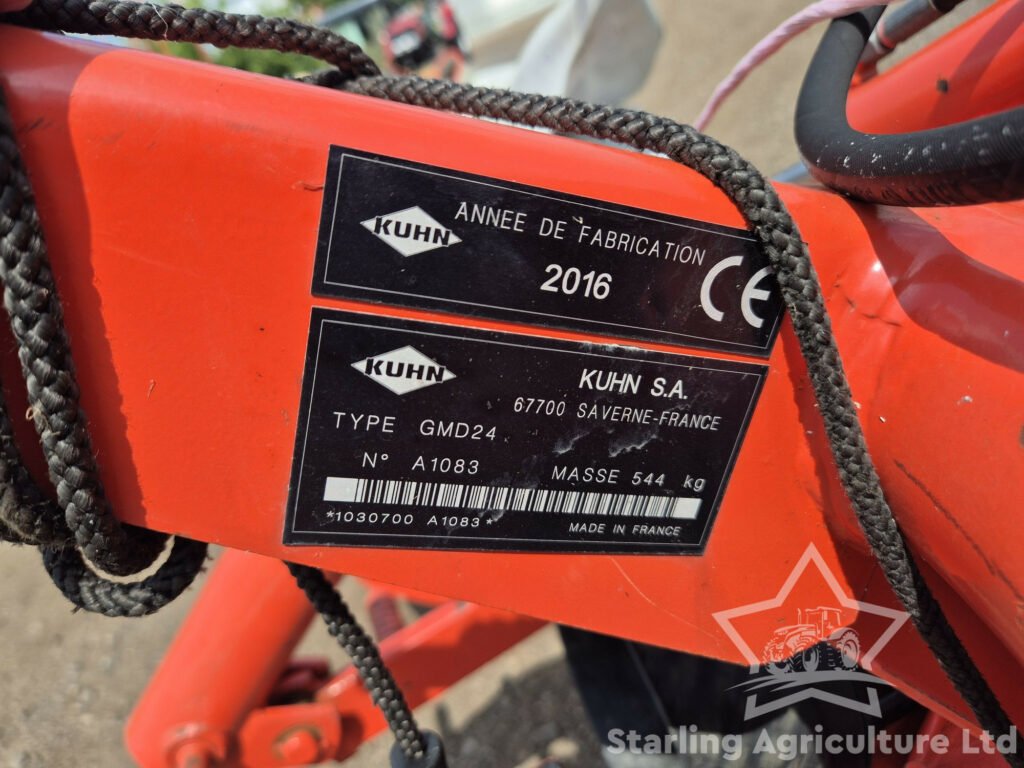 KUHN
ANNEE DE FABRICATION
2016
CE
KUHN
KUHN S.A.
67700 SAVERNE-FRANCE
TYPE GMD24
N° A1083
MASSE 544 kg
*1030700 A1083*
MADE IN FRANCE
Starling Agriculture Ltd